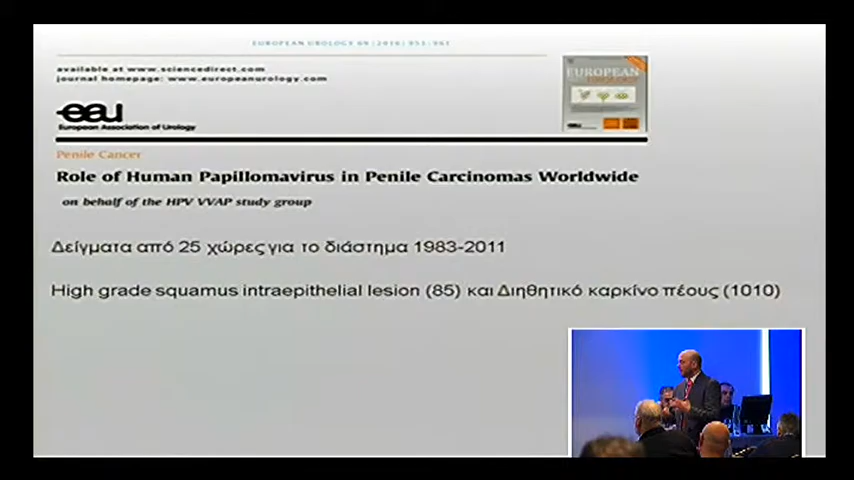 EUROPEAN UROLOGY 69 (2016) 953–961
available at www.sciencedirect.com
journal homepage: www.europeanurology.com
EUROPEAN
UROLOGY
eau
European Association of Urology
Penile Cancer
Role of Human Papillomavirus in Penile Carcinomas Worldwide
on behalf of the HPV VVAP study group
Δείγματα από 25 χώρες για το διάστημα 1983-2011
High grade squamus intraepithelial lesion (85) και Διηθητικό καρκίνο πέους (1010)